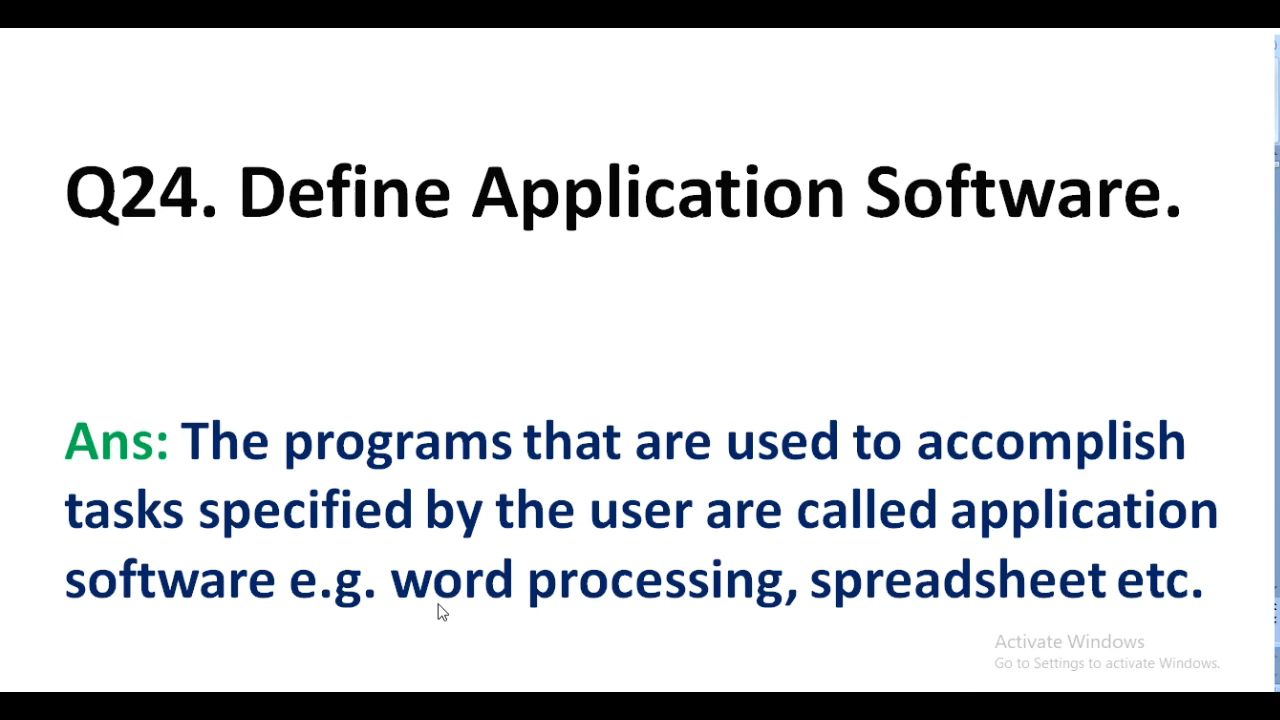 Q24. Define Application Software.
Ans: The programs that are used to accomplish
tasks specified by the user are called application
software e.g. word processing, spreadsheet etc.
Activate Windows
Go to Settings to activate Windows.